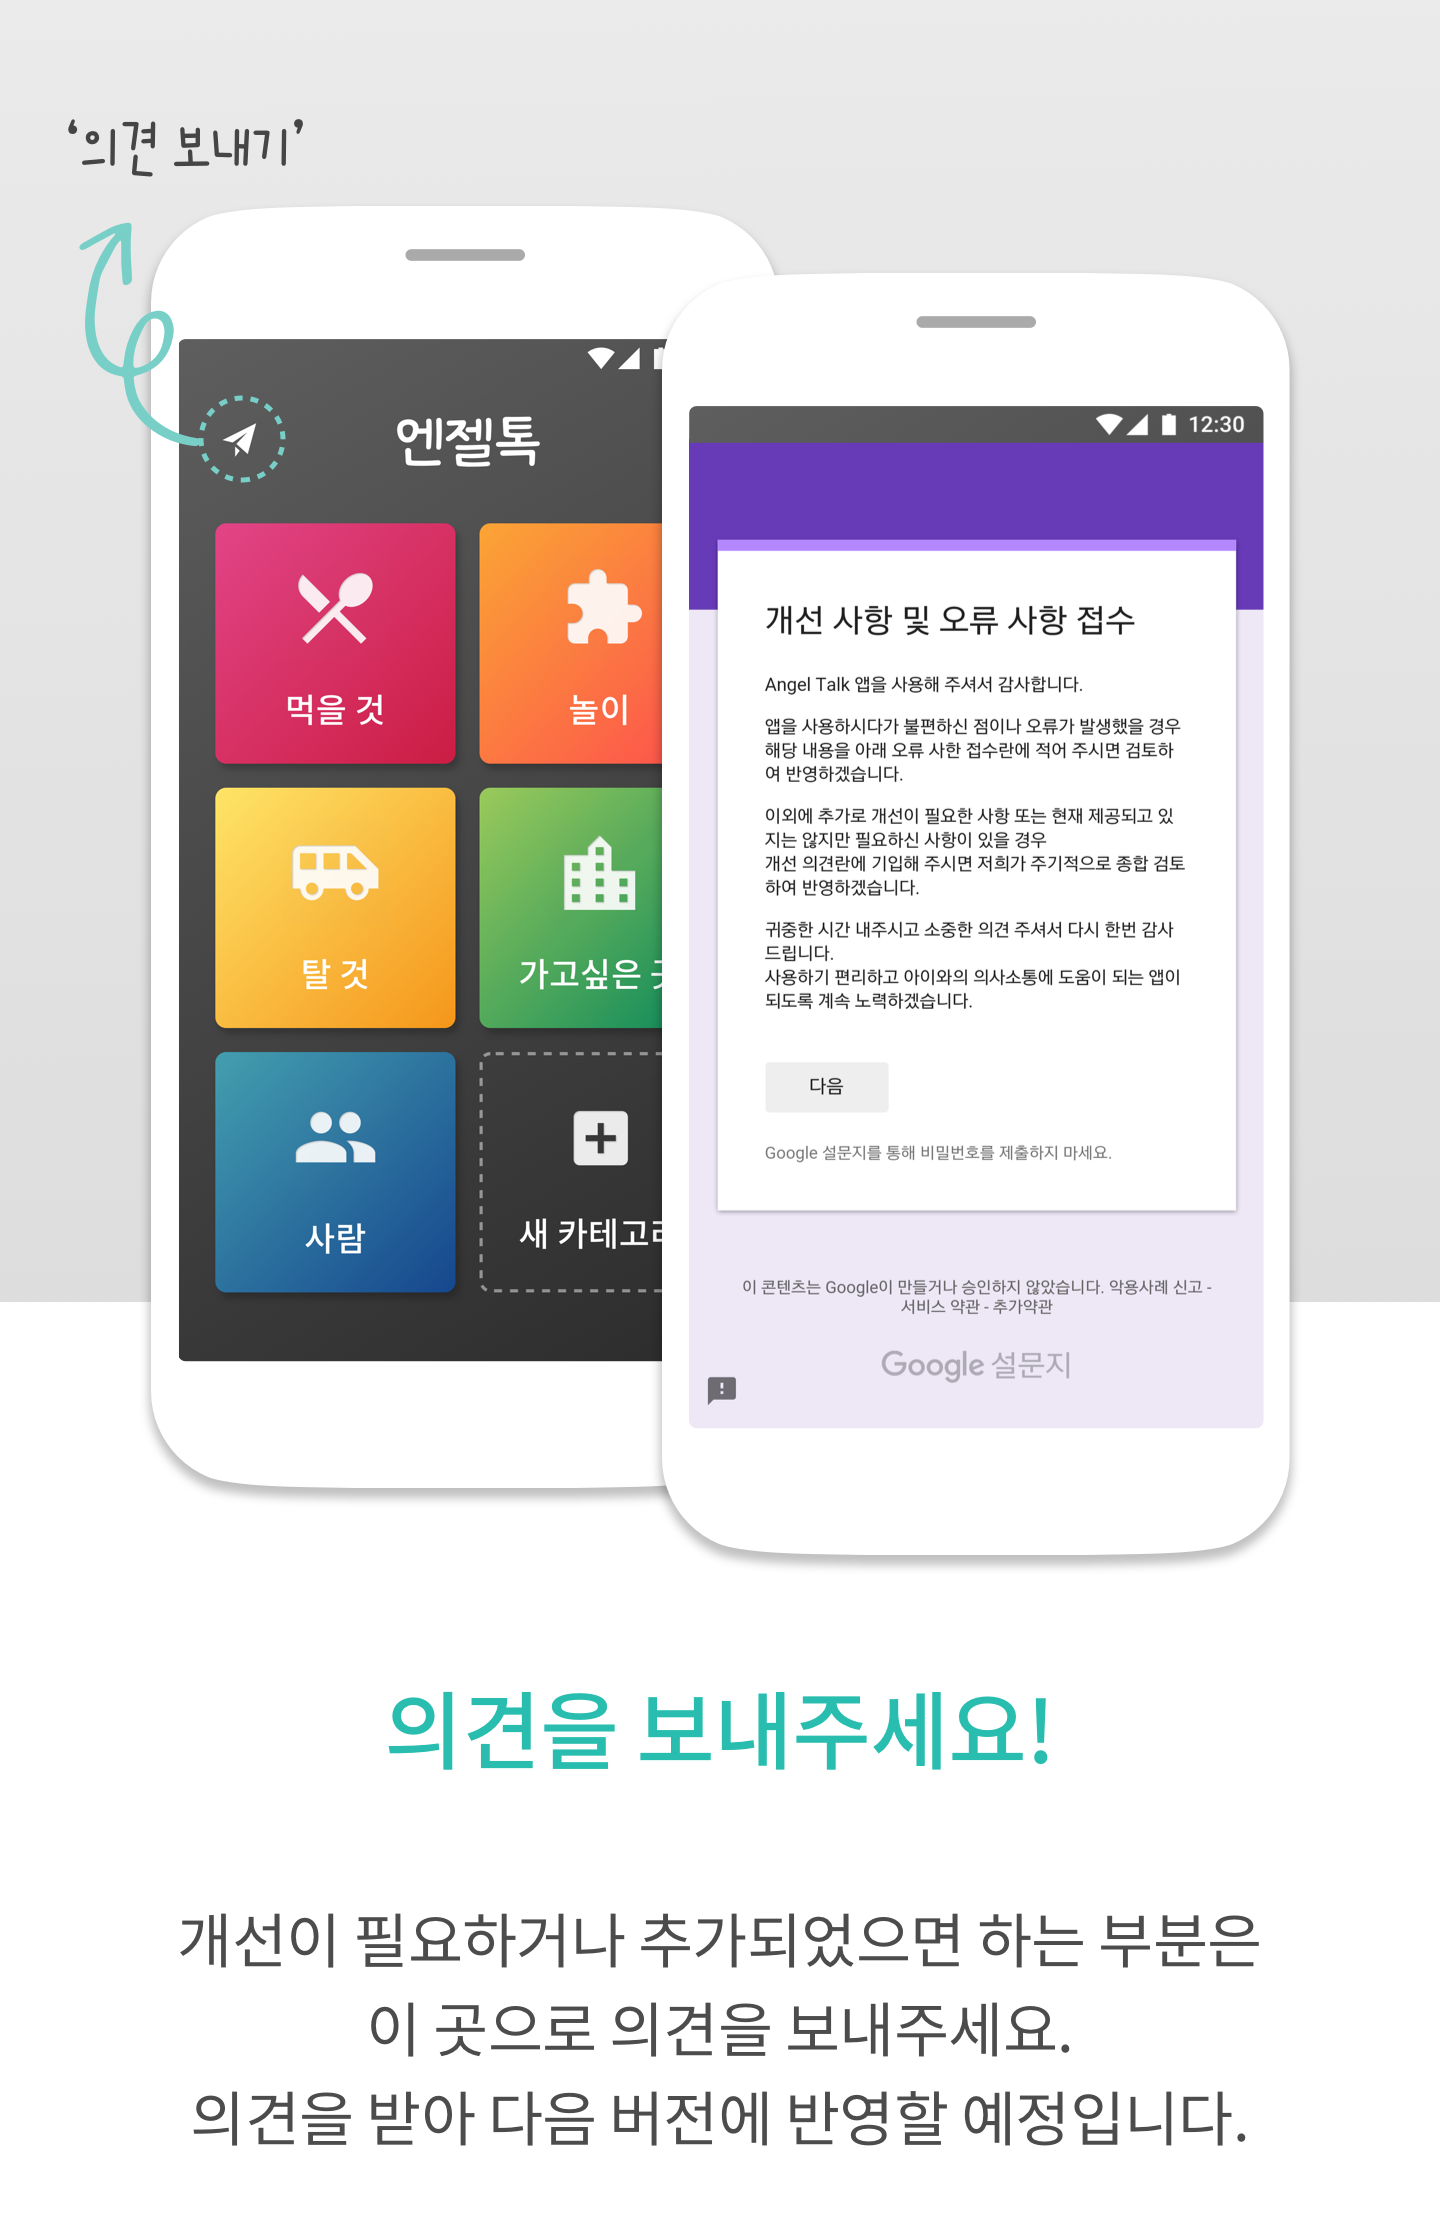 ‘의견 보내기’
엔젤톡
먹을 것
놀이
탈 것
가고싶은
사람
새 카테고
12:30
개선 사항 및 오류 사항 접수
Angel Talk 앱을 사용해 주셔서 감사합니다.
앱을 사용하시다가 불편하신 점이나 오류가 발생했을 경우
해당 내용을 아래 오류 사한 접수란에 적어 주시면 검토하
여 반영하겠습니다.
이외에 추가로 개선이 필요한 사항 또는 현재 제공되고 있
지는 않지만 필요하신 사항이 있을 경우
개선 의견란에 기입해 주시면 저희가 주기적으로 종합 검토
하여 반영하겠습니다.
귀중한 시간 내주시고 소중한 의견 주셔서 다시 한번 감사
드립니다.
사용하기 편리하고 아이와의 의사소통에 도움이 되는 앱이
되도록 계속 노력하겠습니다.
다음
Google 설문지를 통해 비밀번호를 제출하지 마세요.
이 콘텐츠는 Google이 만들거나 승인하지 않았습니다. 악용사례 신고 -
서비스 약관 - 추가약관
Google 설문지
의견을 보내주세요!
개선이 필요하거나 추가되었으면 하는 부분은
이 곳으로 의견을 보내주세요.
의견을 받아 다음 버전에 반영할 예정입니다.